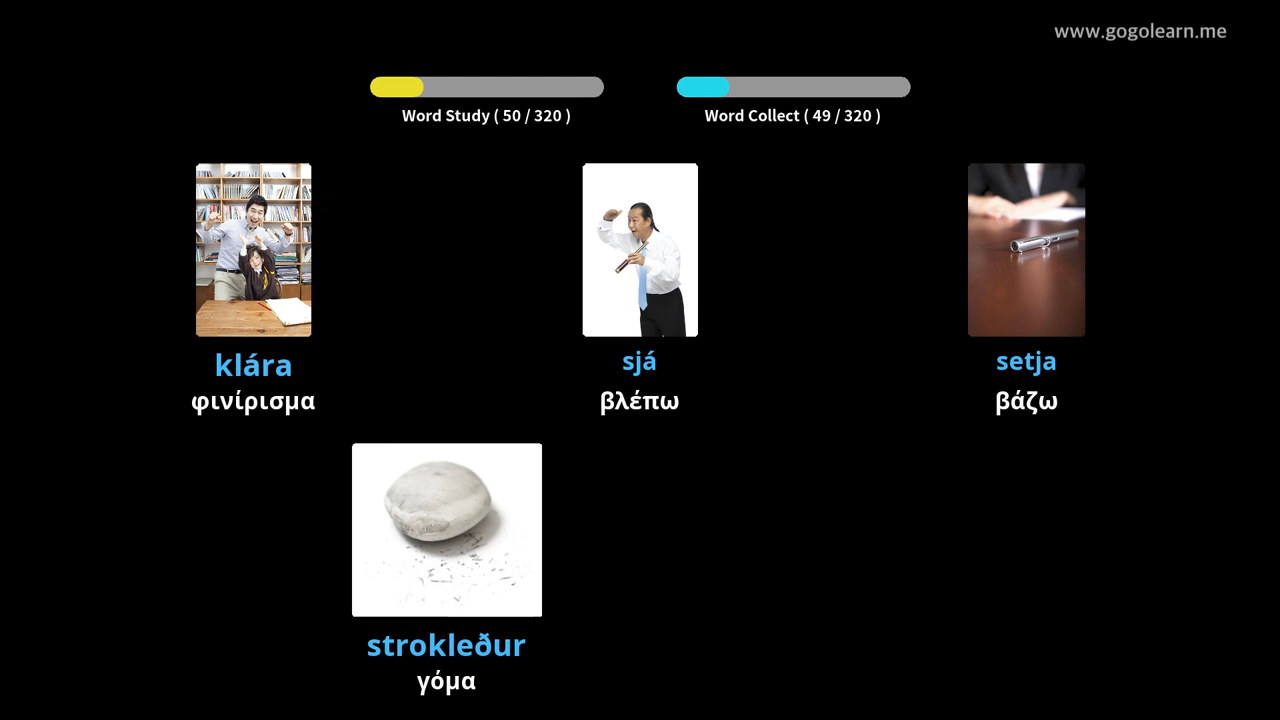 www.gogolearn.me
Word Study ( 50 / 320 )
Word Collect ( 49 / 320 )
klára
φινίρισμα
sjá
βλέπω
setja
βάζω
strokleður
γόμα